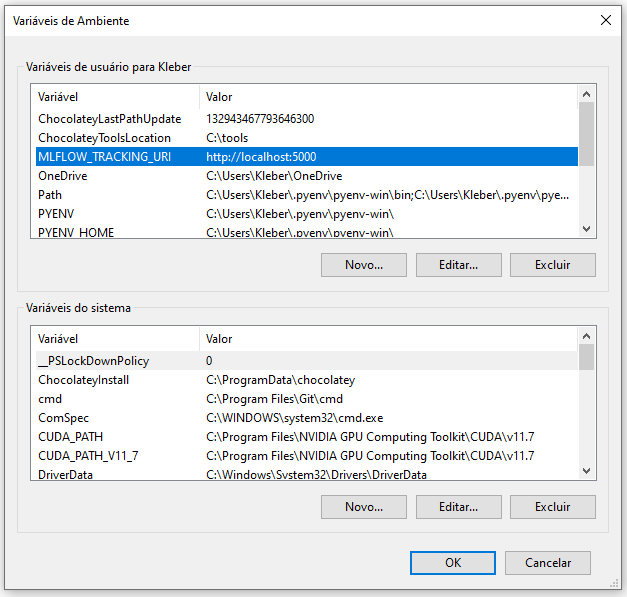 Variáveis de Ambiente
Variáveis de usuário para Kleber
Variável Valor
ChocolateyLastPathUpdate 132943467793646300
ChocolateyToolsLocation C:\tools
MLFLOW_TRACKING_URI http://localhost:5000
OneDrive C:\Users\Kleber\OneDrive
Path C:\Users\Kleber\.pyenv\pyenv-win\bin;C:\Users\Kleber\.pyenv\pye...
PYENV C:\Users\Kleber\.pyenv\pyenv-win\
PYENV_HOME C:\Users\Kleber\.pyenv\pyenv-win\
Novo... Editar... Excluir
Variáveis do sistema
Variável Valor
__PSLockDownPolicy 0
ChocolateyInstall C:\ProgramData\chocolatey
cmd C:\Program Files\Git\cmd
ComSpec C:\WINDOWS\system32\cmd.exe
CUDA_PATH C:\Program Files\NVIDIA GPU Computing Toolkit\CUDA\v11.7
CUDA_PATH_V11_7 C:\Program Files\NVIDIA GPU Computing Toolkit\CUDA\v11.7
DriverData C:\Windows\System32\Drivers\DriverData
Novo... Editar... Excluir
OK Cancelar